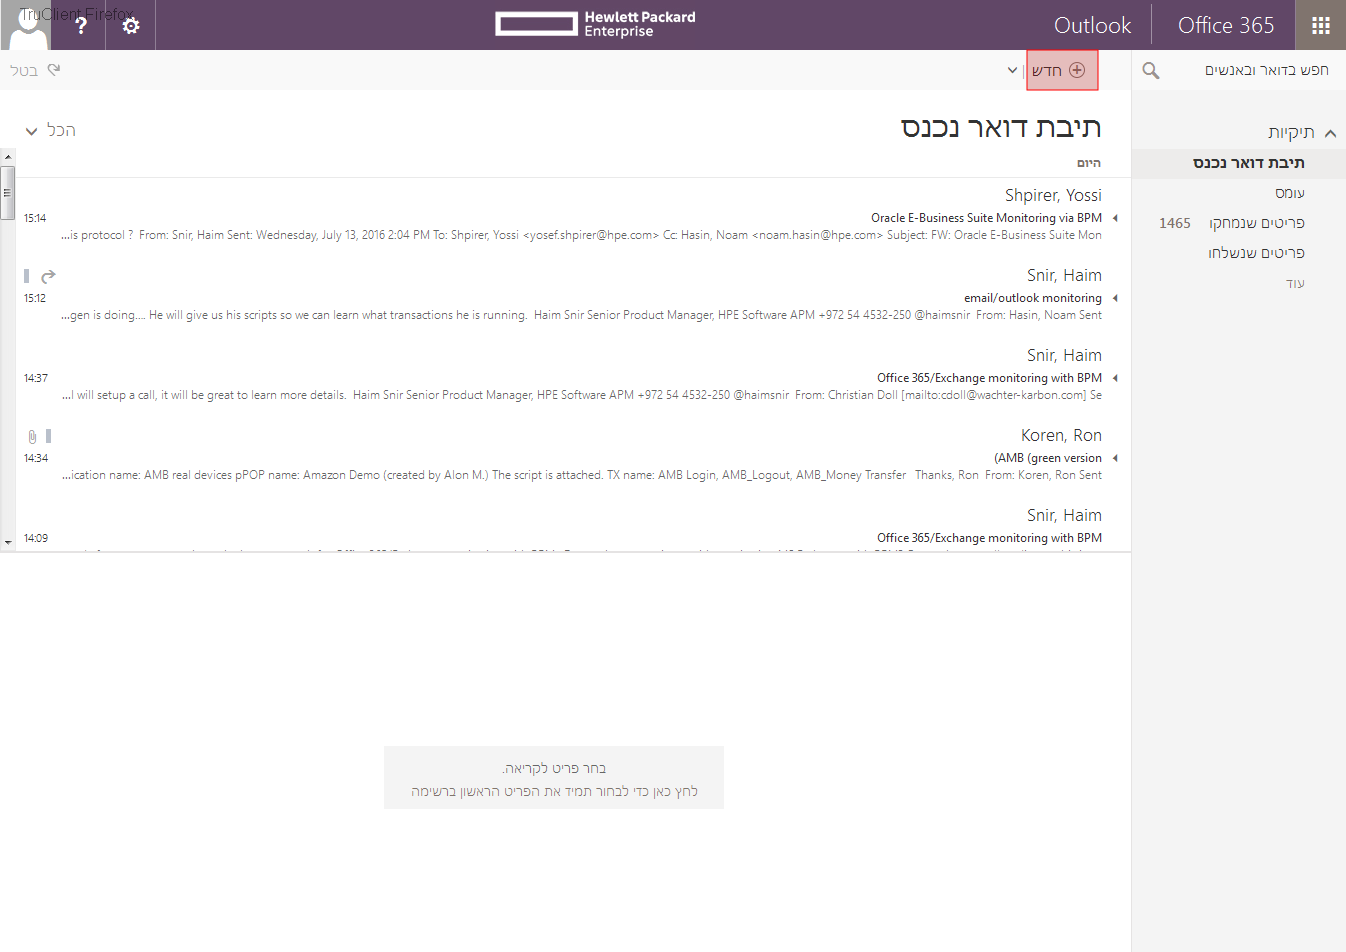 TruClient Firefox
?
Hewlett Packard
Enterprise
Outlook
Office 365
חפש בדואר ובאנשים
חדש
בטל
תיקיות
תיבת דואר נכנס
עומס
פריטים שנמחקו 1465
פריטים שנשלחו
עוד
תיבת דואר נכנס
הכל
היום
Shpirer, Yossi
Oracle E-Business Suite Monitoring via BPM
15:14
...is protocol ? From: Snir, Haim Sent: Wednesday, July 13, 2016 2:04 PM To: Shpirer, Yossi <yosef.shpirer@hpe.com> Cc: Hasin, Noam <noam.hasin@hpe.com> Subject: FW: Oracle E-Business Suite Mon
Snir, Haim
email/outlook monitoring
15:12
...gen is doing.... He will give us his scripts so we can learn what transactions he is running. Haim Snir Senior Product Manager, HPE Software APM +972 54 4532-250 @haimsnir From: Hasin, Noam Sent
Snir, Haim
Office 365/Exchange monitoring with BPM
14:37
...I will setup a call, it will be great to learn more details. Haim Snir Senior Product Manager, HPE Software APM +972 54 4532-250 @haimsnir From: Christian Doll [mailto:cdoll@wachter-karbon.com] Se
Koren, Ron
(AMB (green version
14:34
...ication name: AMB real devices pPOP name: Amazon Demo (created by Alon M.) The script is attached. TX name: AMB Login, AMB_Logout, AMB_Money Transfer Thanks, Ron From: Koren, Ron Sent
Snir, Haim
Office 365/Exchange monitoring with BPM
14:09
בחר פריט לקריאה.
לחץ כאן כדי לבחור תמיד את הפריט הראשון ברשימה